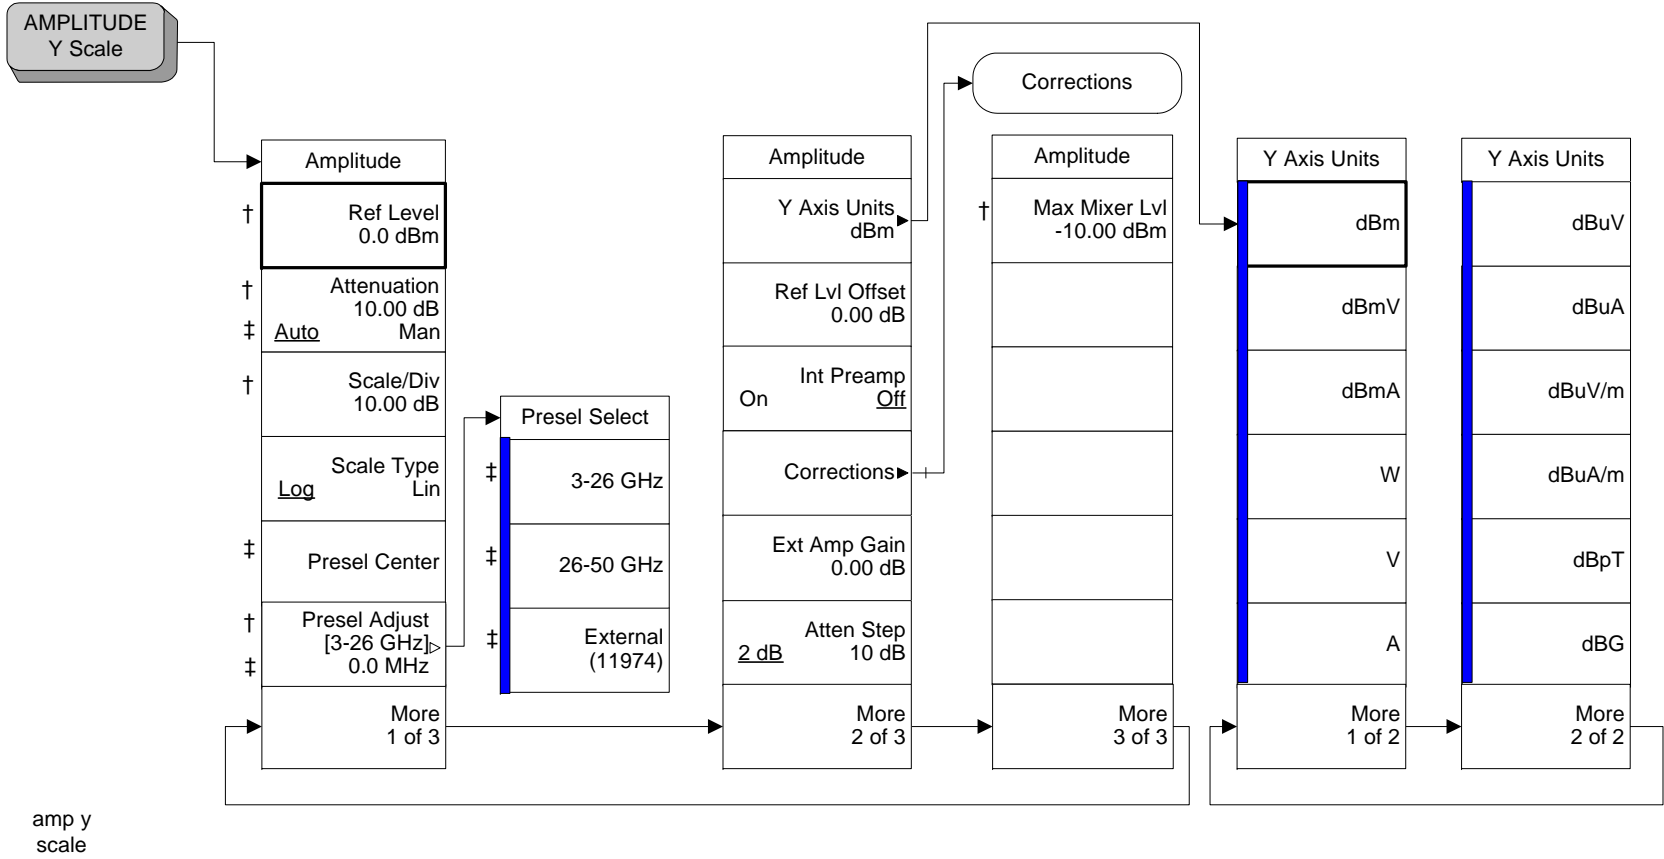 AMPLITUDE
Y Scale
Amplitude
†
Ref Level
0.0 dBm
†
Attenuation
10.00 dB
‡
Auto Man
†
Scale/Div
10.00 dB
Scale Type
Log Lin
‡
Presel Center
†
Presel Adjust
[3-26 GHz]
‡
0.0 MHz
More
1 of 3
Presel Select
‡
3-26 GHz
‡
26-50 GHz
‡
External
(11974)
Amplitude
Y Axis Units
dBm
Ref Lvl Offset
0.00 dB
Int Preamp
On Off
Corrections
Ext Amp Gain
0.00 dB
Atten Step
2 dB 10 dB
More
2 of 3
Corrections
Amplitude
†
Max Mixer Lvl
-10.00 dBm
More
3 of 3
Y Axis Units
dBm
dBmV
dBmA
W
V
A
More
1 of 2
Y Axis Units
dBuV
dBuA
dBuV/m
dBuA/m
dBpT
dBG
More
2 of 2
amp y
scale